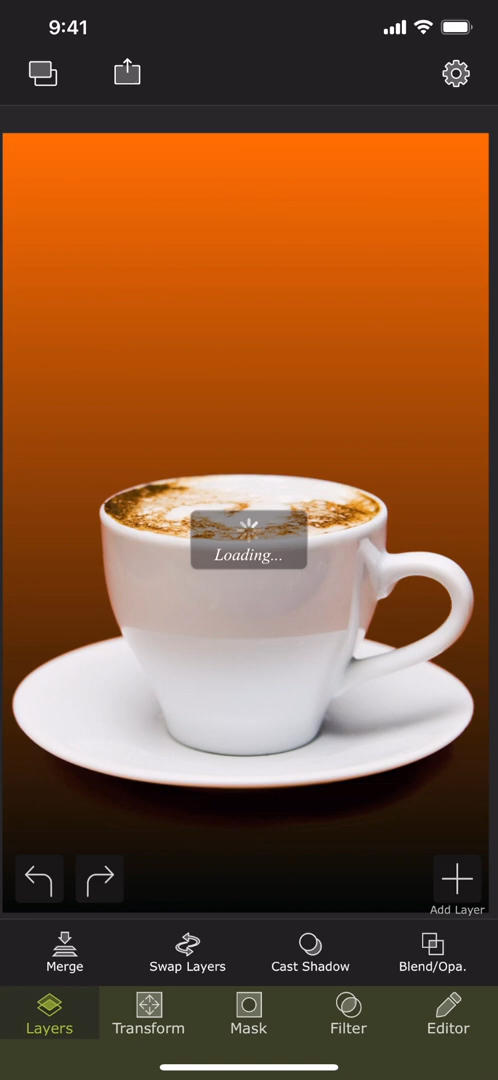 9:41
Loading...
Add Layer
Merge
Swap Layers
Cast Shadow
Blend/Opa.
Layers
Transform
Mask
Filter
Editor